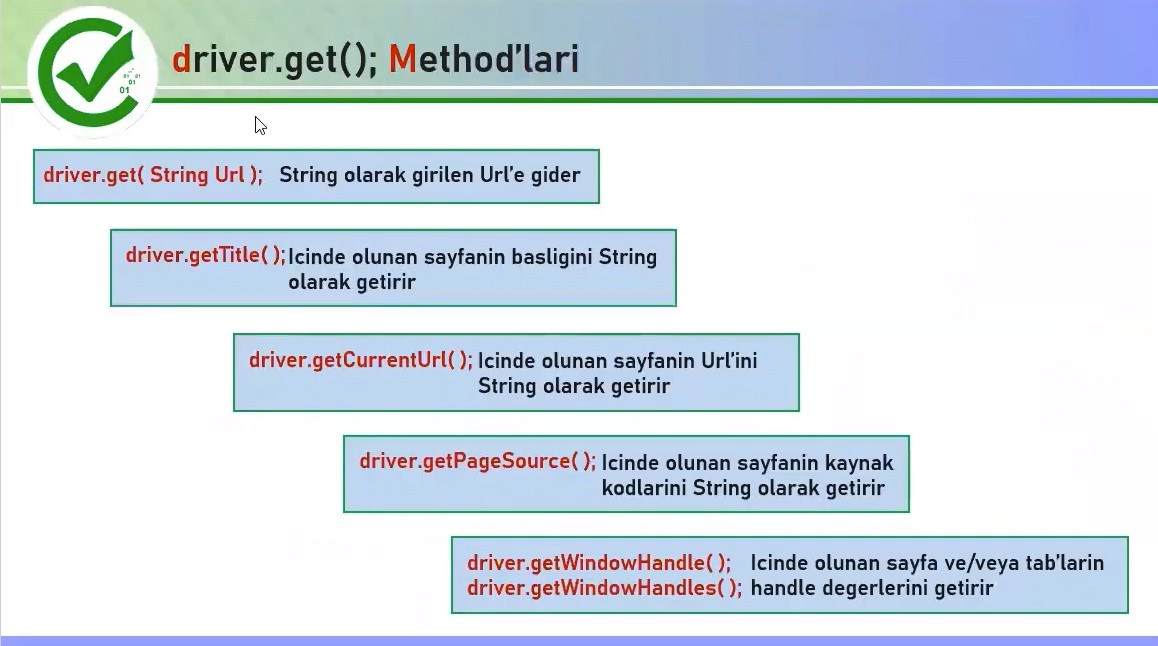 driver.get(); Method'lari
driver.get( String Url ); String olarak girilen Url'e gider
driver.getTitle( ); Icinde olunan sayfanin basligini String
olarak getirir
driver.getCurrentUrl( ); Icinde olunan sayfanin Url'ini
String olarak getirir
driver.getPageSource( ); Icinde olunan sayfanin kaynak
kodlarini String olarak getirir
driver.getWindowHandle( ); Icinde olunan sayfa ve/veya tab'larin
driver.getWindowHandles( ); handle degerlerini getirir